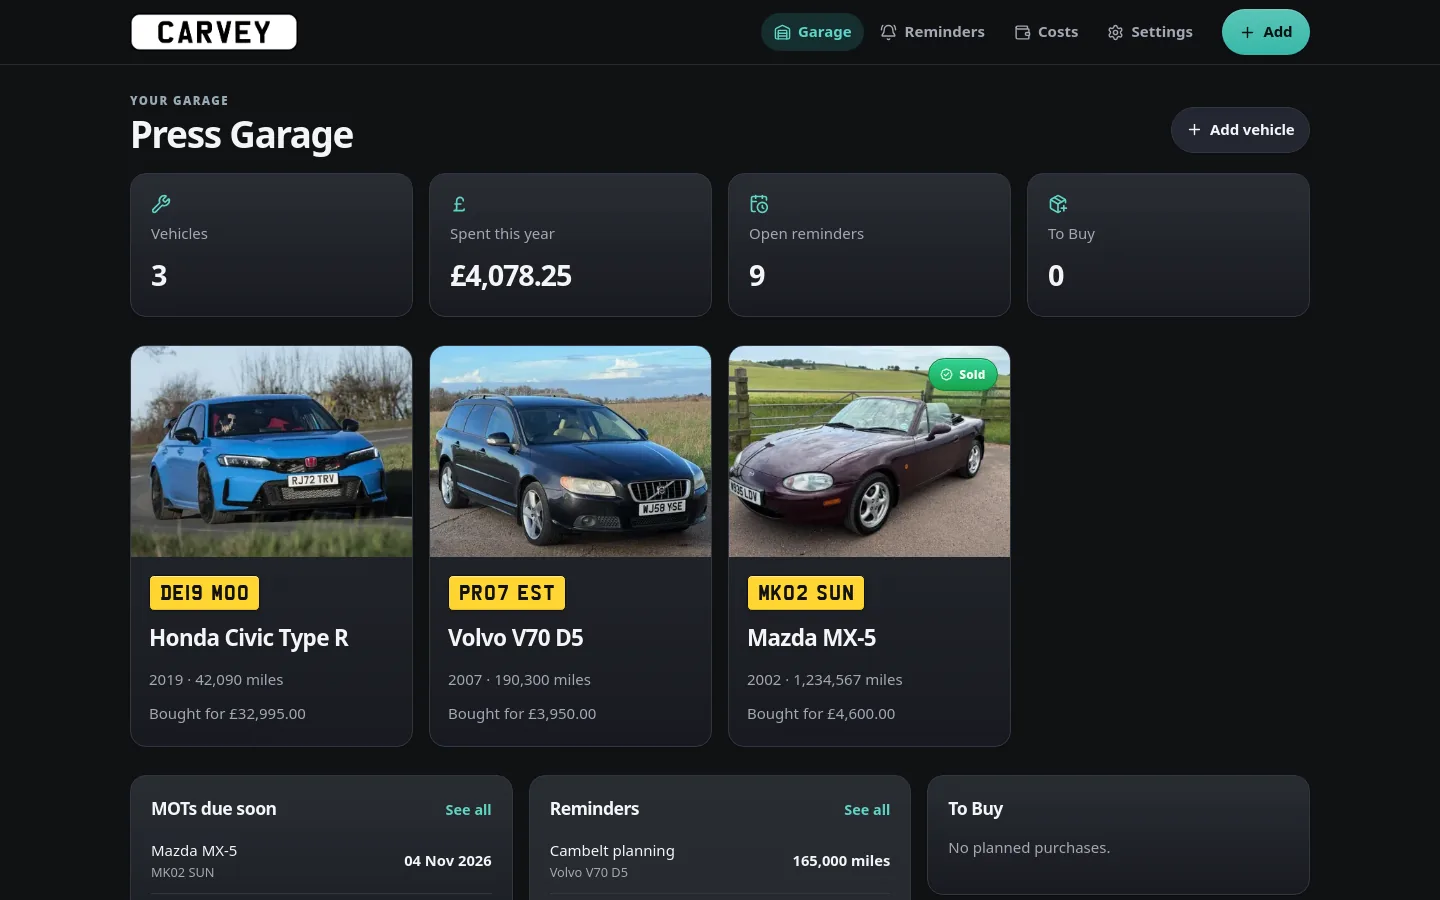 CARVEY
Garage
Reminders
Costs
Settings
+ Add
YOUR GARAGE
Press Garage
+ Add vehicle
Vehicles
3
£
Spent this year
£4,078.25
Open reminders
9
To Buy
0
RJ72 TRV
WJ58 YSE
Sold
DE19 MOO
Honda Civic Type R
2019 · 42,090 miles
Bought for £32,995.00
PR07 EST
Volvo V70 D5
2007 · 190,300 miles
Bought for £3,950.00
MK02 SUN
Mazda MX-5
2002 · 1,234,567 miles
Bought for £4,600.00
MOTs due soon
See all
Mazda MX-5
MK02 SUN
04 Nov 2026
Reminders
See all
Cambelt planning
Volvo V70 D5
165,000 miles
To Buy
No planned purchases.